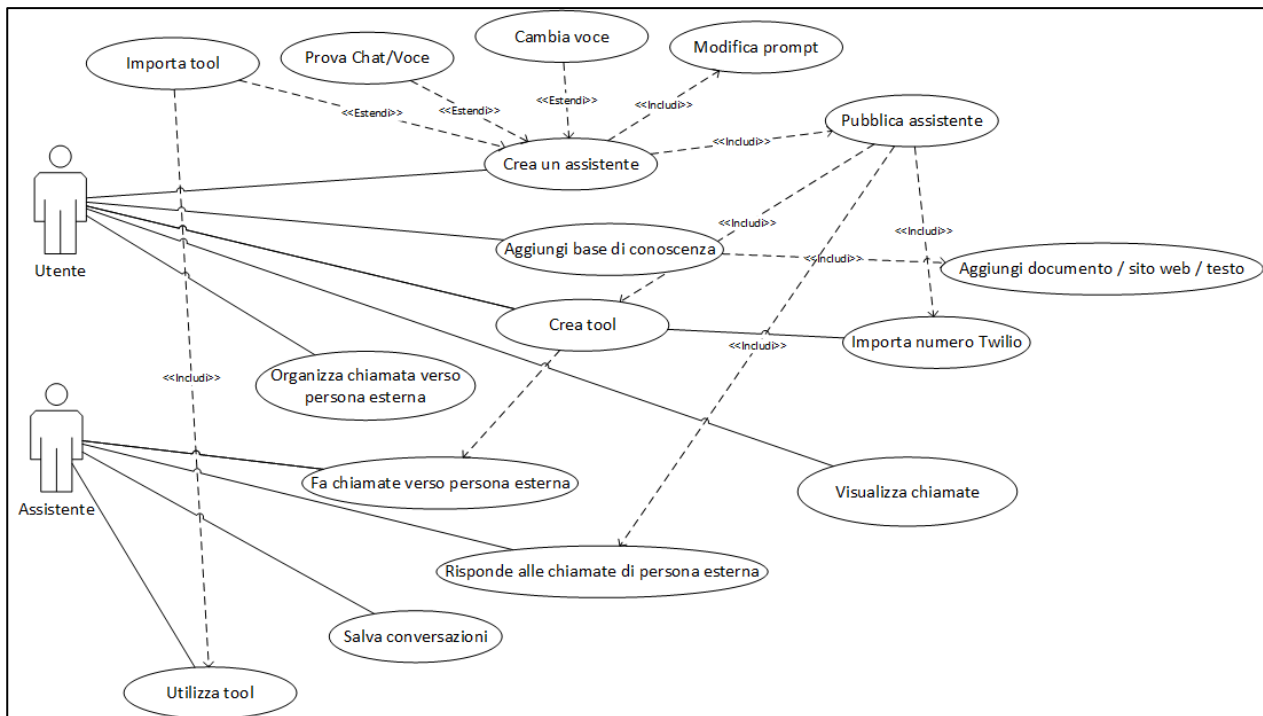 Cambia voce
Modifica prompt
Prova Chat/Voce
Importa tool
<<Estendi>>
<<Estendi>>
<<Estendi>>
<<Includi>>
Pubblica assistente
<<Includi>>
Crea un assistente
<<Includi>>
<<Includi>>
Aggiungi base di conoscenza
<<Includi>>
Aggiungi documento / sito web / testo
Utente
Crea tool
Importa numero Twilio
<<Includi>>
<<Includi>>
Organizza chiamata verso
persona esterna
Fa chiamate verso persona esterna
Visualizza chiamate
Assistente
Risponde alle chiamate di persona esterna
Salva conversazioni
Utilizza tool